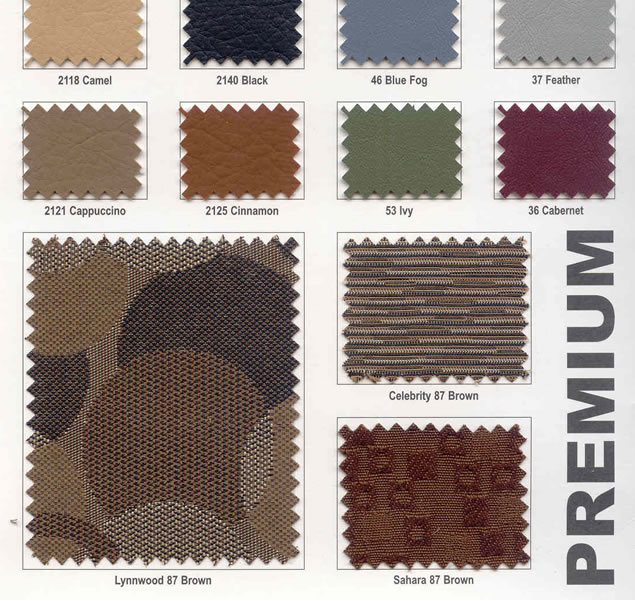 2118 Camel
2140 Black
46 Blue Fog
37 Feather
2121 Cappuccino
2125 Cinnamon
53 Ivy
36 Cabernet
Celebrity 87 Brown
Lynnwood 87 Brown
Sahara 87 Brown
PREMIUM